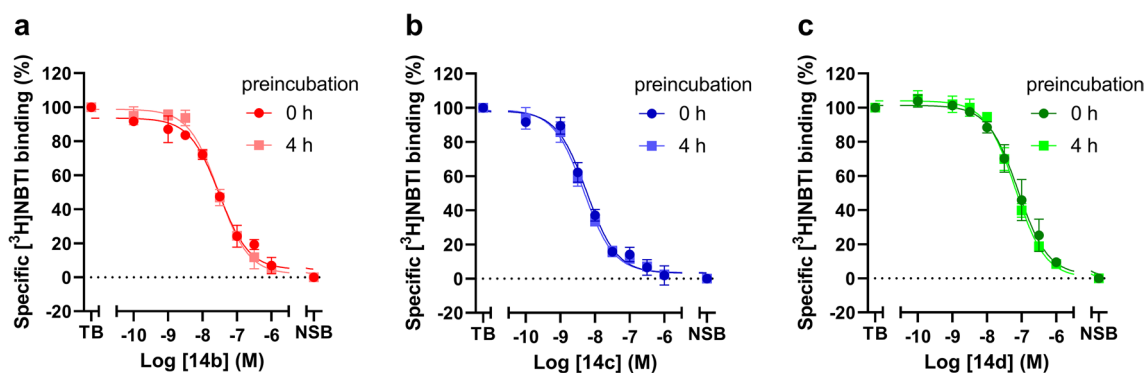 a
Specific [³H]NBTI binding (%)
120
100
80
60
40
20
0
-20
preincubation
0 h
4 h
TB
-10
-9
-8
-7
-6
NSB
Log [14b] (M)
b
Specific [³H]NBTI binding (%)
120
100
80
60
40
20
0
-20
preincubation
0 h
4 h
TB
-10
-9
-8
-7
-6
NSB
Log [14c] (M)
c
Specific [³H]NBTI binding (%)
120
100
80
60
40
20
0
-20
preincubation
0 h
4 h
TB
-10
-9
-8
-7
-6
NSB
Log [14d] (M)